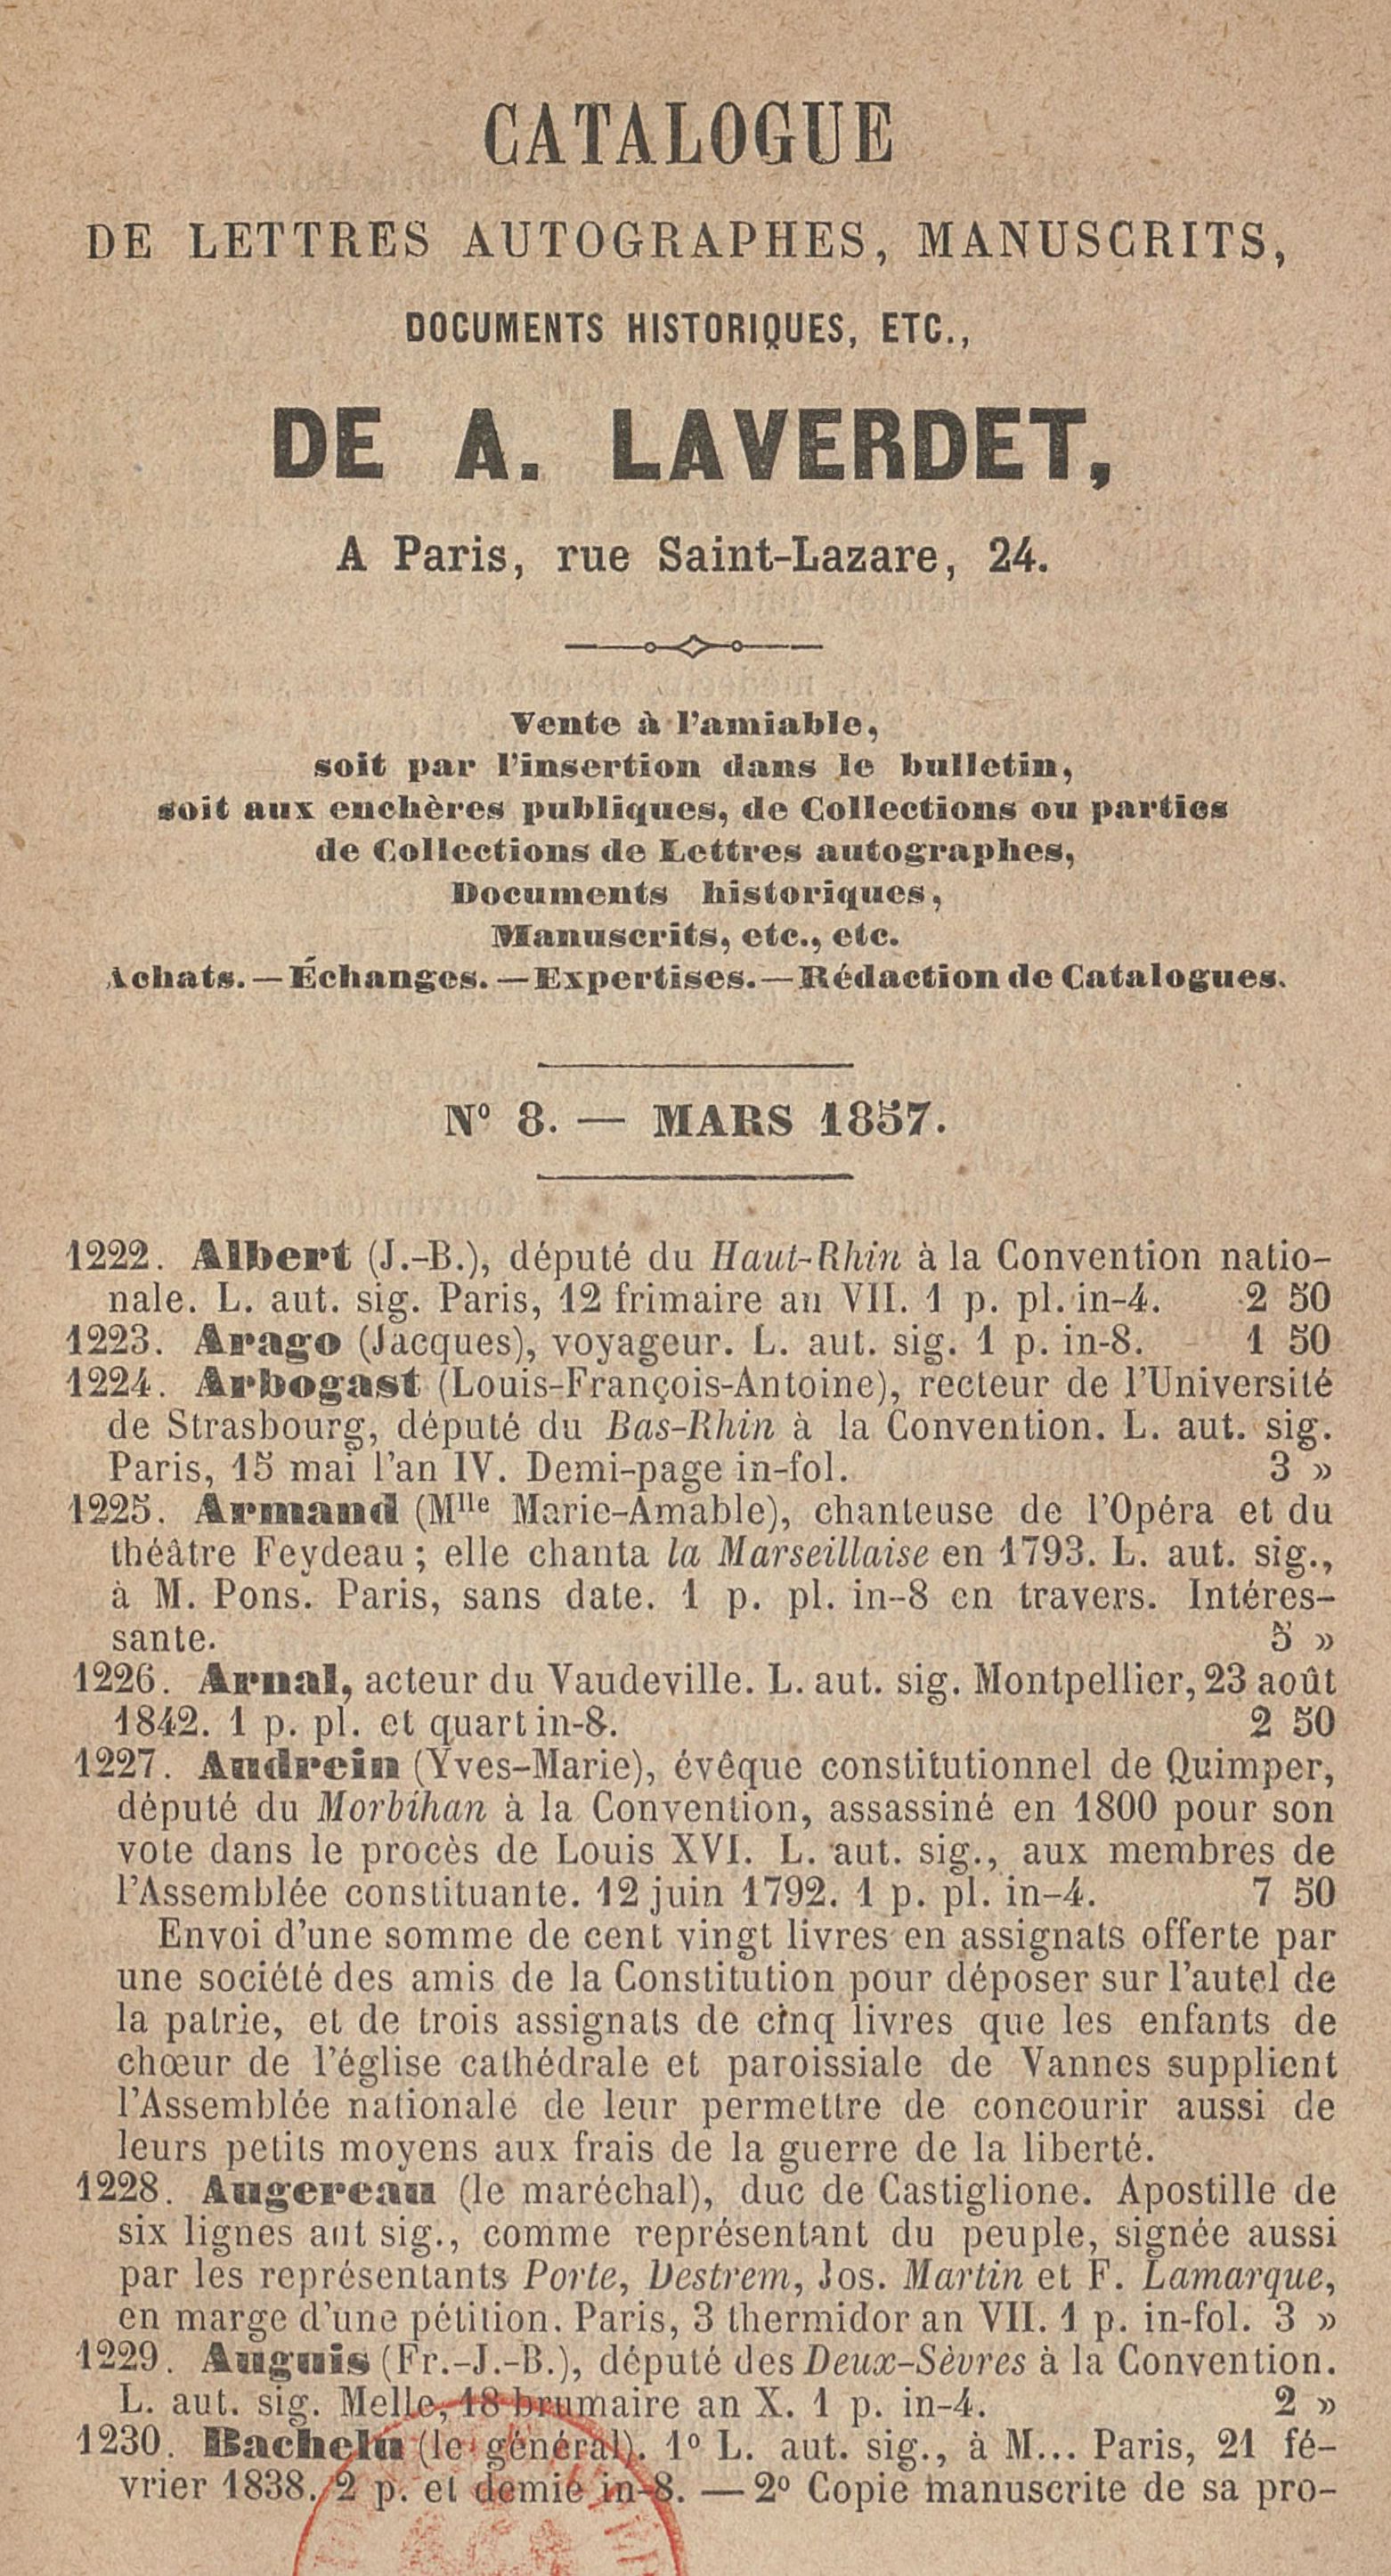 CATALOGUE
DE LETTRES AUTOGRAPHES, MANUSCRITS,
DOCUMENTS HISTORIQUES, ETC.,
DE A. LAVERDET,
A Paris, rue Saint-Lazare, 24.
Vente à l'amiable,
soit par l'insertion dans le bulletin,
soit aux enchères publiques, de Collections ou parties
de Collections de Lettres autographes,
Documents historiques,
Manuscrits, etc., etc.
Achats. — Échanges. — Expertises. — Rédaction de Catalogues.
N° 8. — MARS 1857.
1222. Albert (J.-B.), député du Haut-Rhin à la Convention natio-
nale. L. aut. sig. Paris, 12 frimaire an VII. 1 p. pl. in-4. 2 50
1223. Arago (Jacques), voyageur. L. aut. sig. 1 p. in-8. 1 50
1224. Arbogast (Louis-François-Antoine), recteur de l'Université
de Strasbourg, député du Bas-Rhin à la Convention. L. aut. sig.
Paris, 15 mai l'an IV. Demi-page in-fol. 3 »
1225. Armand (Mlle Marie-Amable), chanteuse de l'Opéra et du
théâtre Feydeau ; elle chanta la Marseillaise en 1793. L. aut. sig.,
à M. Pons. Paris, sans date. 1 p. pl. in-8 en travers. Intéres-
sante. 5 »
1226. Arnal, acteur du Vaudeville. L. aut. sig. Montpellier, 23 août
1842. 1 p. pl. et quart in-8. 2 50
1227. Audrein (Yves-Marie), évêque constitutionnel de Quimper,
député du Morbihan à la Convention, assassiné en 1800 pour son
vote dans le procès de Louis XVI. L. aut. sig., aux membres de
l'Assemblée constituante. 12 juin 1792. 1 p. pl. in-4. 7 50
Envoi d'une somme de cent vingt livres en assignats offerte par
une société des amis de la Constitution pour déposer sur l'autel de
la patrie, et de trois assignats de cinq livres que les enfants de
chœur de l'église cathédrale et paroissiale de Vannes supplient
l'Assemblée nationale de leur permettre de concourir aussi de
leurs petits moyens aux frais de la guerre de la liberté.
1228. Augereau (le maréchal), duc de Castiglione. Apostille de
six lignes aut sig., comme représentant du peuple, signée aussi
par les représentants Porte, Destrem, Jos. Martin et F. Lamarque,
en marge d'une pétition. Paris, 3 thermidor an VII. 1 p. in-fol. 3 »
1229. Auguis (Fr.-J.-B.), député des Deux-Sèvres à la Convention.
L. aut. sig. Melle, 18 brumaire an X. 1 p. in-4. 2 »
1230. Bachelu (le général). 1° L. aut. sig., à M... Paris, 21 fé-
vrier 1838. 2 p. et demie in-8. — 2° Copie manuscrite de sa pro-